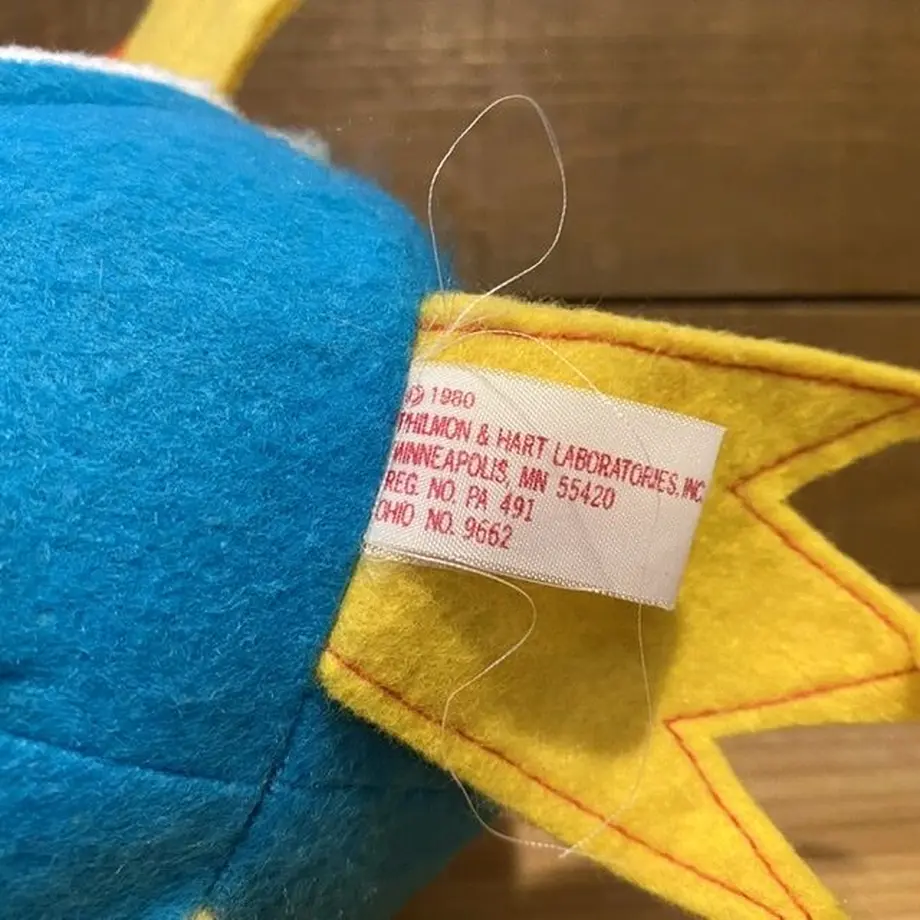 © 1980
PHILMON & HART LABORATORIES, INC.
MINNEAPOLIS, MN 55420
REG. NO. PA 491
OHIO NO. 9662